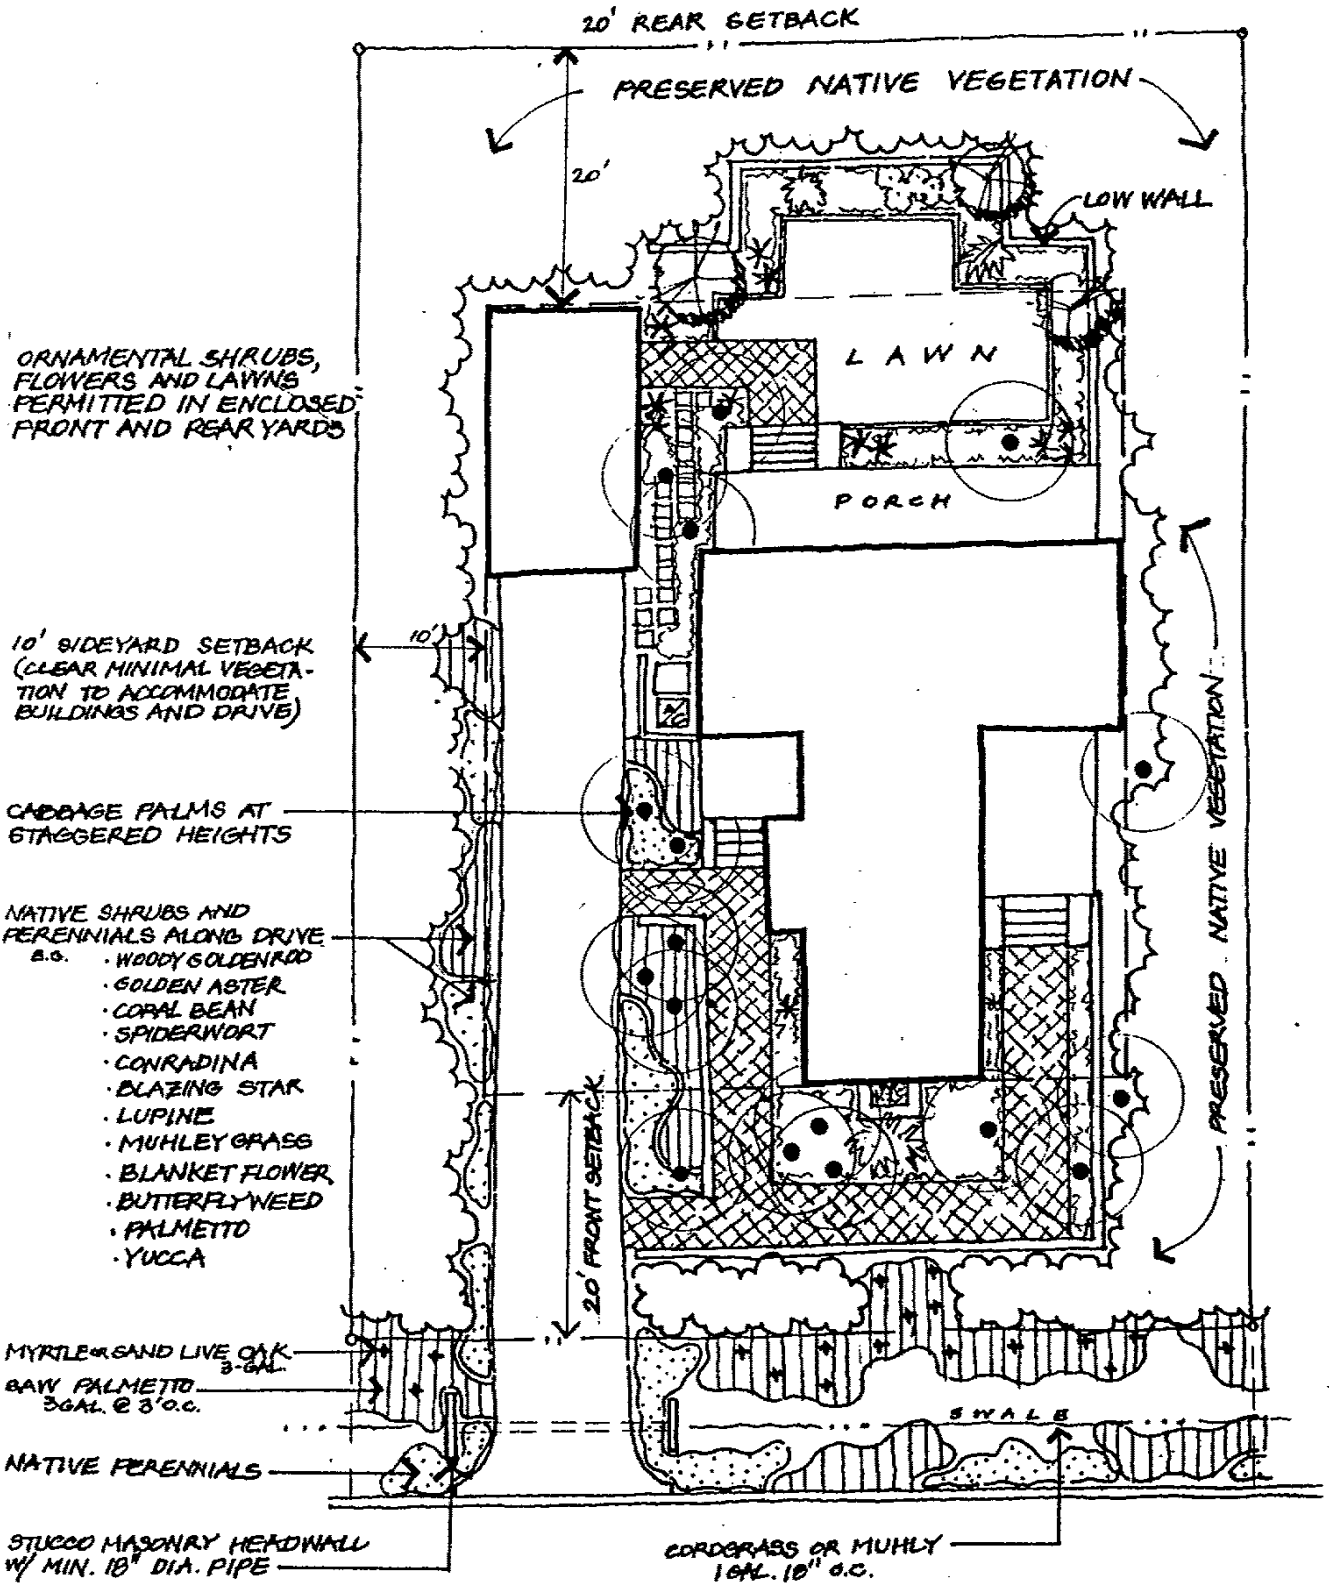 20' REAR SETBACK
PRESERVED NATIVE VEGETATION
20'
LOW WALL
LAWN
ORNAMENTAL SHRUBS,
FLOWERS AND LAWNS
PERMITTED IN ENCLOSED
FRONT AND REAR YARDS
PORCH
10' SIDEYARD SETBACK
(CLEAR MINIMAL VEGETA-
TION TO ACCOMMODATE
BUILDINGS AND DRIVE)
10'
A/C
PRESERVED NATIVE VEGETATION
CABBAGE PALMS AT
STAGGERED HEIGHTS
NATIVE SHRUBS AND
PERENNIALS ALONG DRIVE
E.G. · WOODY GOLDENROD
· GOLDEN ASTER
· CORAL BEAN
· SPIDERWORT
· CONRADINA
· BLAZING STAR
· LUPINE
· MUHLEY GRASS
· BLANKET FLOWER
· BUTTERFLY WEED
· PALMETTO
· YUCCA
20' FRONT SETBACK
MYRTLE OR SAND LIVE OAK
3-GAL.
SAW PALMETTO
3GAL. @ 3'O.C.
SWALE
NATIVE PERENNIALS
STUCCO MASONRY HEADWALL
W/ MIN. 18" DIA. PIPE
CORDGRASS OR MUHLY
1 GAL. 18" O.C.